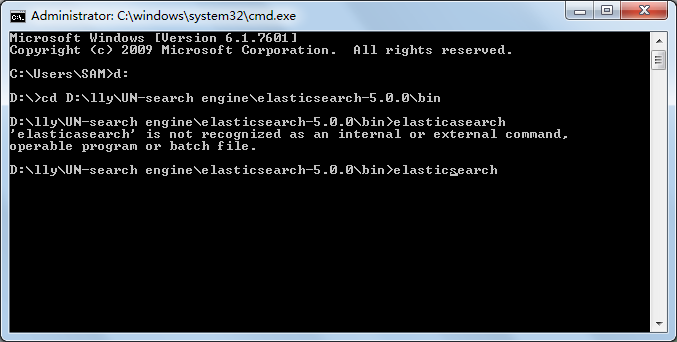 Administrator: C:\windows\system32\cmd.exe
Microsoft Windows [Version 6.1.7601]
Copyright (c) 2009 Microsoft Corporation.  All rights reserved.
C:\Users\SAM>d:
D:\>cd D:\lly\UN-search engine\elasticsearch-5.0.0\bin
D:\lly\UN-search engine\elasticsearch-5.0.0\bin>elasticasearch
'elasticasearch' is not recognized as an internal or external command,
operable program or batch file.
D:\lly\UN-search engine\elasticsearch-5.0.0\bin>elasticsearch